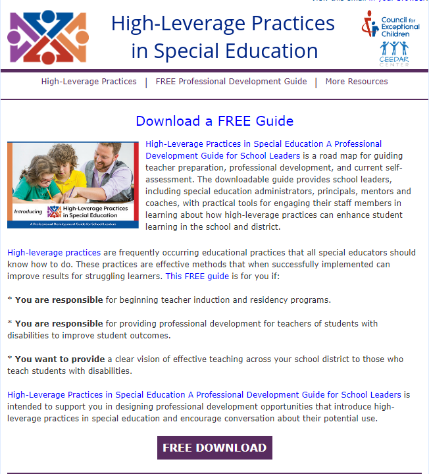 High-Leverage Practices
in Special Education
Council for
Exceptional
Children
CEEDAR
CENTER
High-Leverage Practices | FREE Professional Development Guide | More Resources
Download a FREE Guide
High-Leverage Practices in Special Education A Professional
Development Guide for School Leaders is a road map for guiding
teacher preparation, professional development, and current self-
assessment. The downloadable guide provides school leaders,
including special education administrators, principals, mentors and
coaches, with practical tools for engaging their staff members in
learning about how high-leverage practices can enhance student
learning in the school and district.
Introducing
High-Leverage Practices
in Special Education
A Professional Development Guide for School Leaders
High-leverage practices are frequently occurring educational practices that all special educators should
know how to do. These practices are effective methods that when successfully implemented can
improve results for struggling learners. This FREE guide is for you if:
* You are responsible for beginning teacher induction and residency programs.
* You are responsible for providing professional development for teachers of students with
disabilities to improve student outcomes.
* You want to provide a clear vision of effective teaching across your school district to those who
teach students with disabilities.
High-Leverage Practices in Special Education A Professional Development Guide for School Leaders is
intended to support you in designing professional development opportunities that introduce high-
leverage practices in special education and encourage conversation about their potential use.
FREE DOWNLOAD